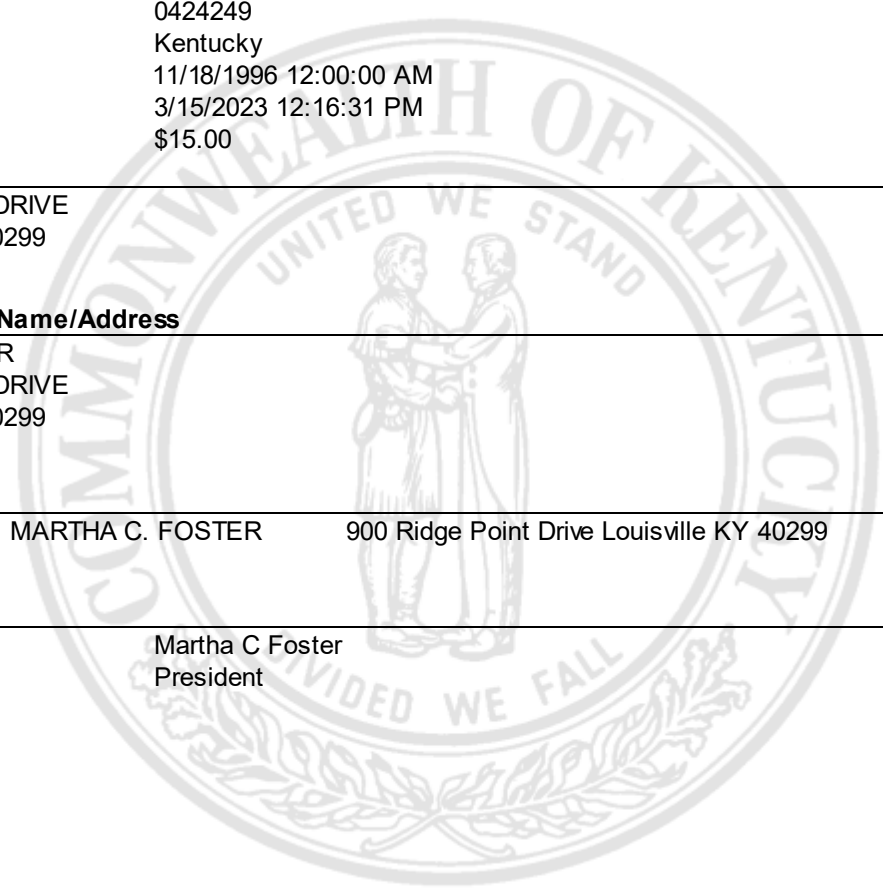 0424249
Kentucky
11/18/1996 12:00:00 AM
3/15/2023 12:16:31 PM
$15.00
COMMONWEALTH OF KENTUCKY
UNITED WE STAND
DRIVE
0299
Name/Address
R
DRIVE
0299
MARTHA C. FOSTER 900 Ridge Point Drive Louisville KY 40299
Martha C Foster
President
DIVIDED WE FALL